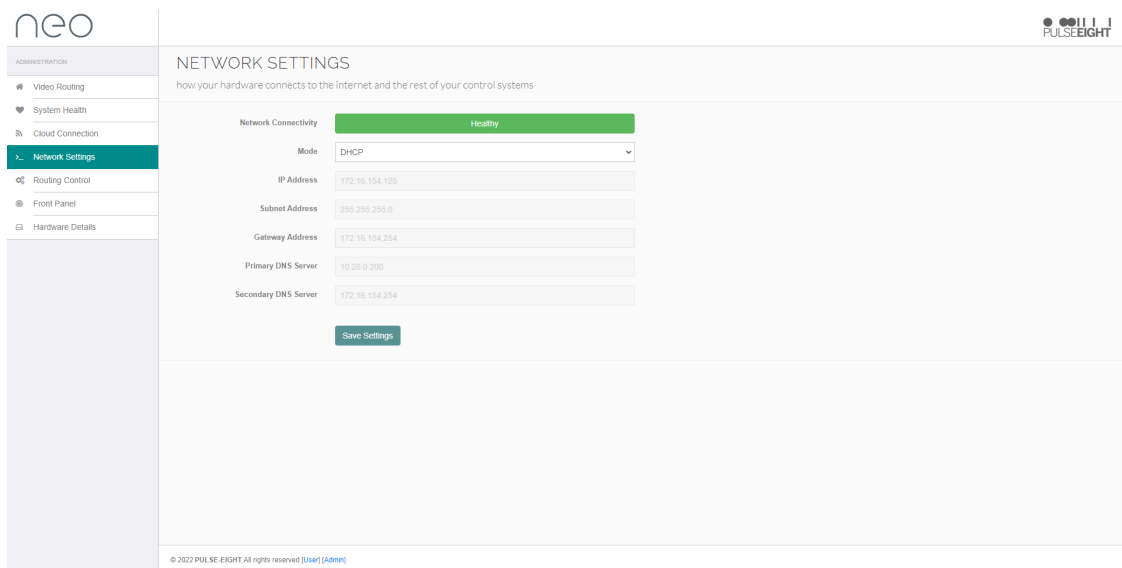 neo
PULSEEIGHT
ADMINISTRATION
Video Routing
System Health
Cloud Connection
Network Settings
Routing Control
Front Panel
Hardware Details
NETWORK SETTINGS
how your hardware connects to the internet and the rest of your control systems
Network Connectivity Healthy
Mode DHCP
IP Address 172.16.154.125
Subnet Address 255.255.255.0
Gateway Address 172.16.154.254
Primary DNS Server 10.20.0.200
Secondary DNS Server 172.16.154.254
Save Settings
© 2022 PULSE-EIGHT All rights reserved [User] [Admin]